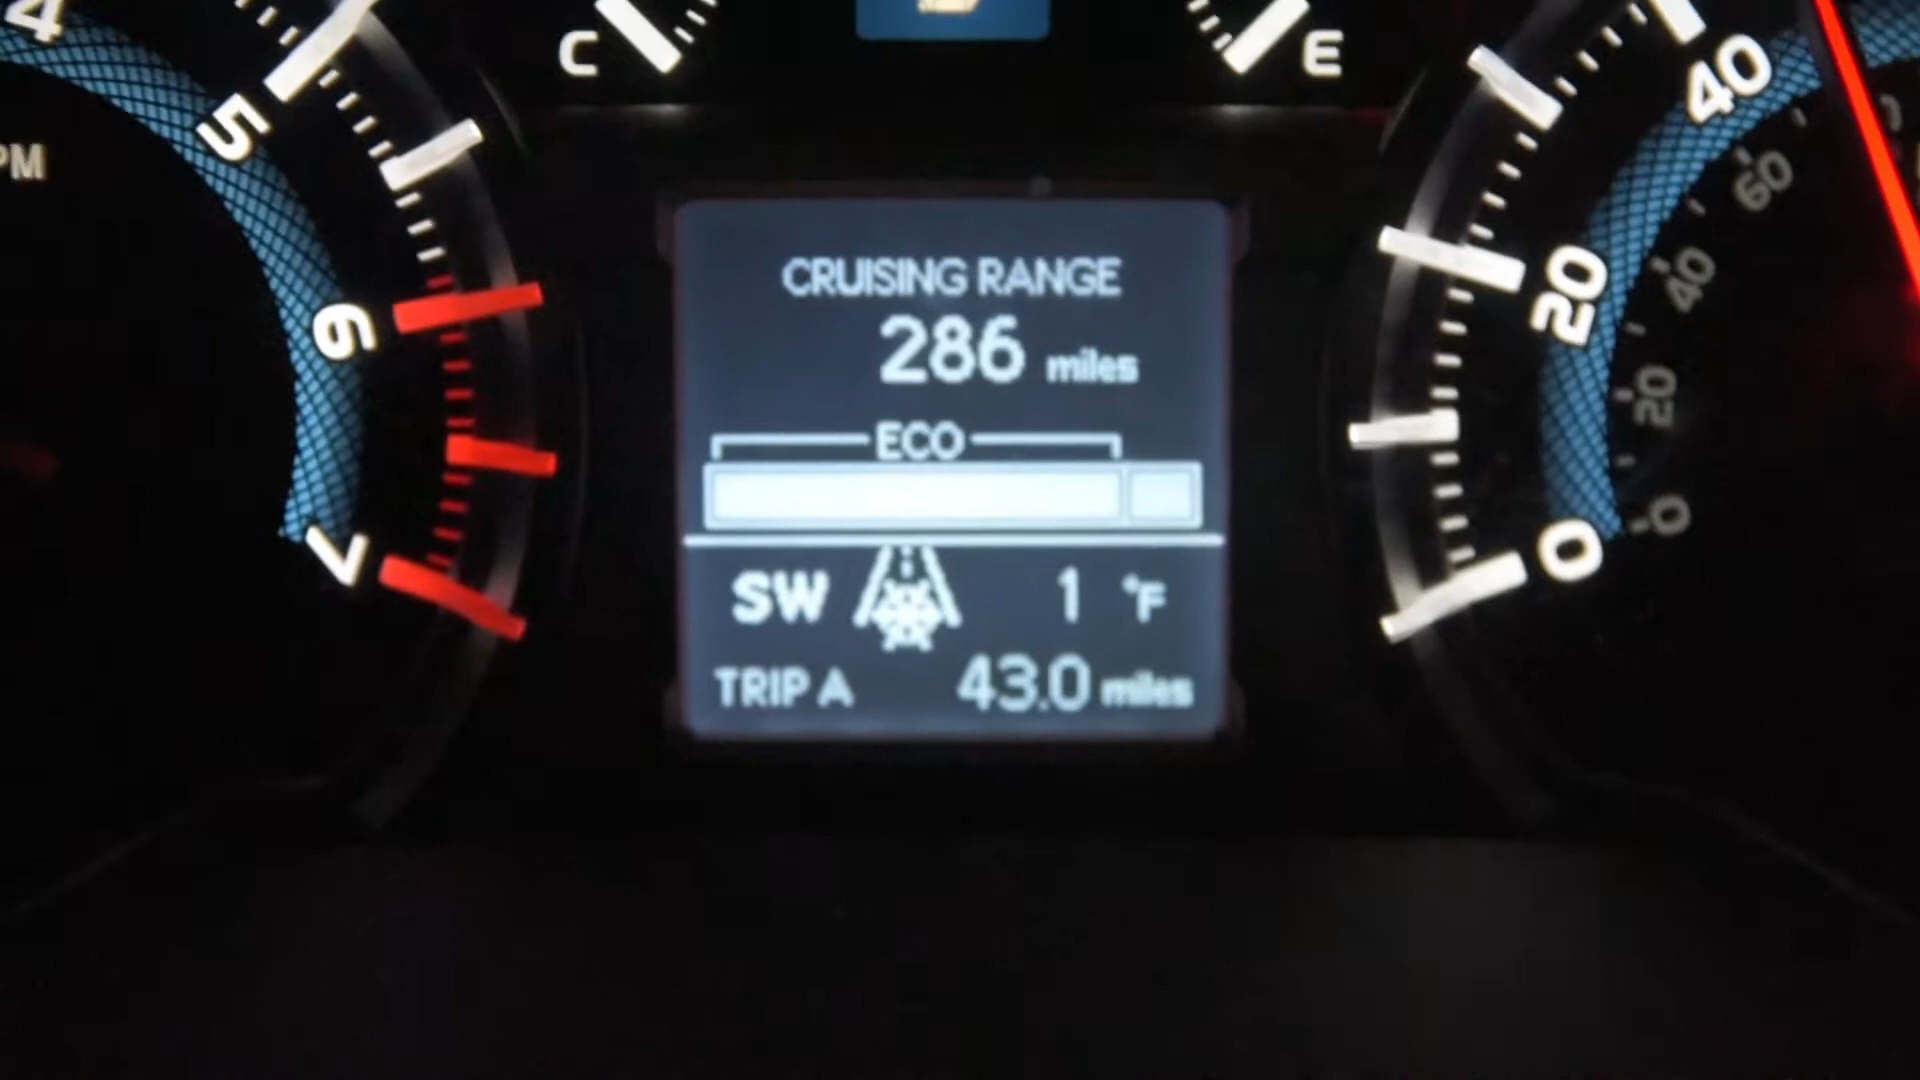 4
5
6
7
PM
C
E
CRUISING RANGE
286 miles
ECO
SW 1 °F
TRIP A 43.0 miles
40
20
0
60
40
20
0